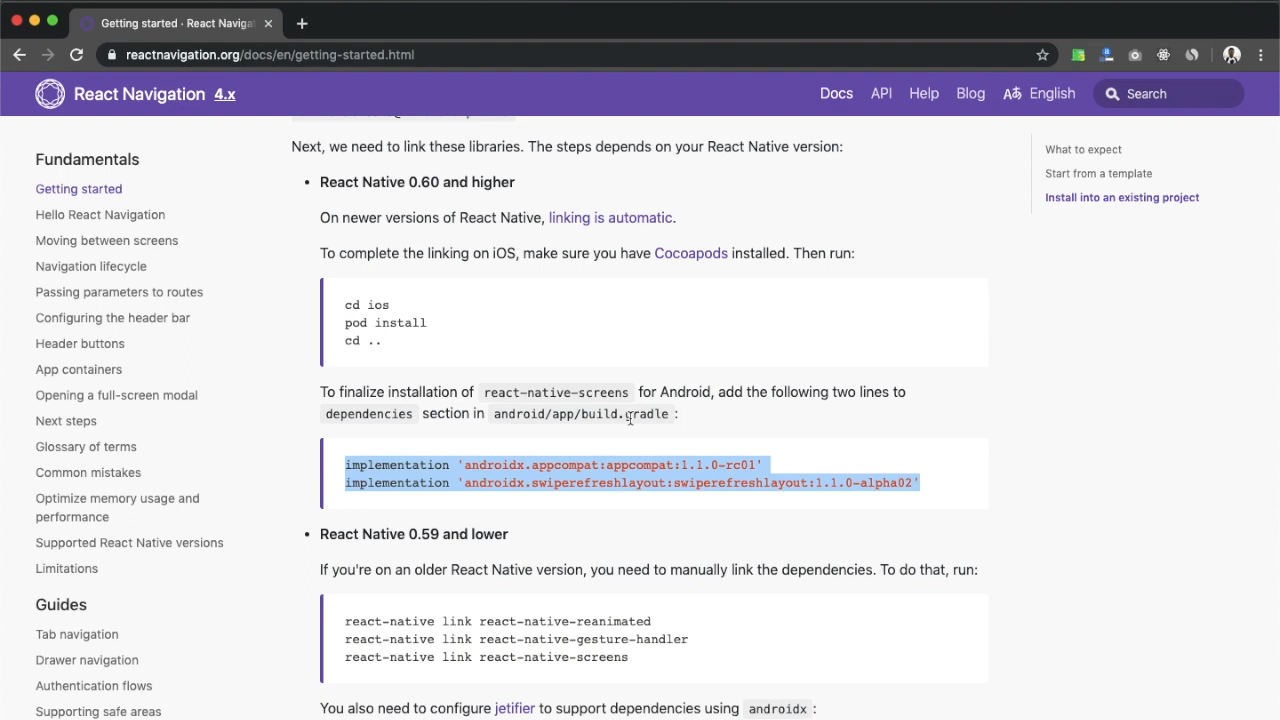 Getting started · React Navigat
reactnavigation.org/docs/en/getting-started.html
React Navigation 4.x
Docs API Help Blog English Search
Fundamentals
Getting started
Hello React Navigation
Moving between screens
Navigation lifecycle
Passing parameters to routes
Configuring the header bar
Header buttons
App containers
Opening a full-screen modal
Next steps
Glossary of terms
Common mistakes
Optimize memory usage and
performance
Supported React Native versions
Limitations
Guides
Tab navigation
Drawer navigation
Authentication flows
Supporting safe areas
Next, we need to link these libraries. The steps depends on your React Native version:
• React Native 0.60 and higher
On newer versions of React Native, linking is automatic.
To complete the linking on iOS, make sure you have Cocoapods installed. Then run:
cd ios
pod install
cd ..
To finalize installation of react-native-screens for Android, add the following two lines to
dependencies section in android/app/build.gradle :
implementation 'androidx.appcompat:appcompat:1.1.0-rc01'
implementation 'androidx.swiperefreshlayout:swiperefreshlayout:1.1.0-alpha02'
• React Native 0.59 and lower
If you're on an older React Native version, you need to manually link the dependencies. To do that, run:
react-native link react-native-reanimated
react-native link react-native-gesture-handler
react-native link react-native-screens
You also need to configure jetifier to support dependencies using androidx :
What to expect
Start from a template
Install into an existing project